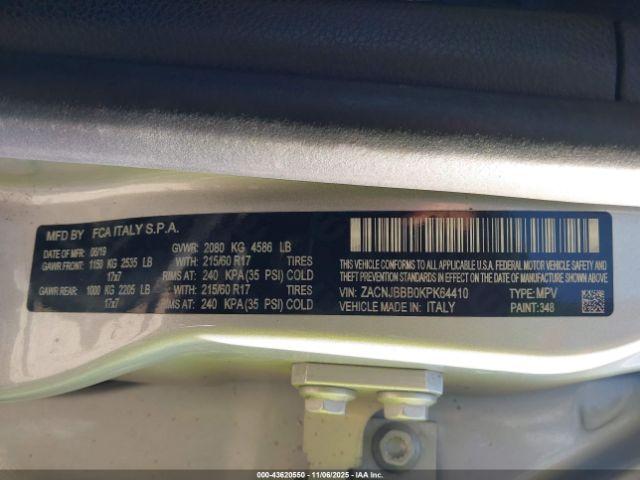 MFD BY FCA ITALY S.P.A.
DATE OF MFR 06/19 GVWR: 2080 KG 4586 LB
GAWR FRONT: 1150 KG 2535 LB WITH: 215/60 R17 TIRES
17x7 RIMS AT: 240 KPA(35 PSI) COLD
GAWR REAR: 1000 KG 2205 LB WITH: 215/60 R17 TIRES
17x7 RIMS AT: 240 KPA(35 PSI) COLD
THIS VEHICLE CONFORMS TO ALL APPLICABLE U.S.A.
FEDERAL MOTOR VEHICLE SAFETY, BUMPER, AND THEFT
PREVENTION STANDARDS IN EFFECT ON THE DATE OF
MANUFACTURE SHOWN ABOVE
VIN: ZACNJBBB0KPK64410 TYPE: MPV
VEHICLE MADE IN: ITALY PAINT:348
000-43620550 11/06/2025 IAA Inc.